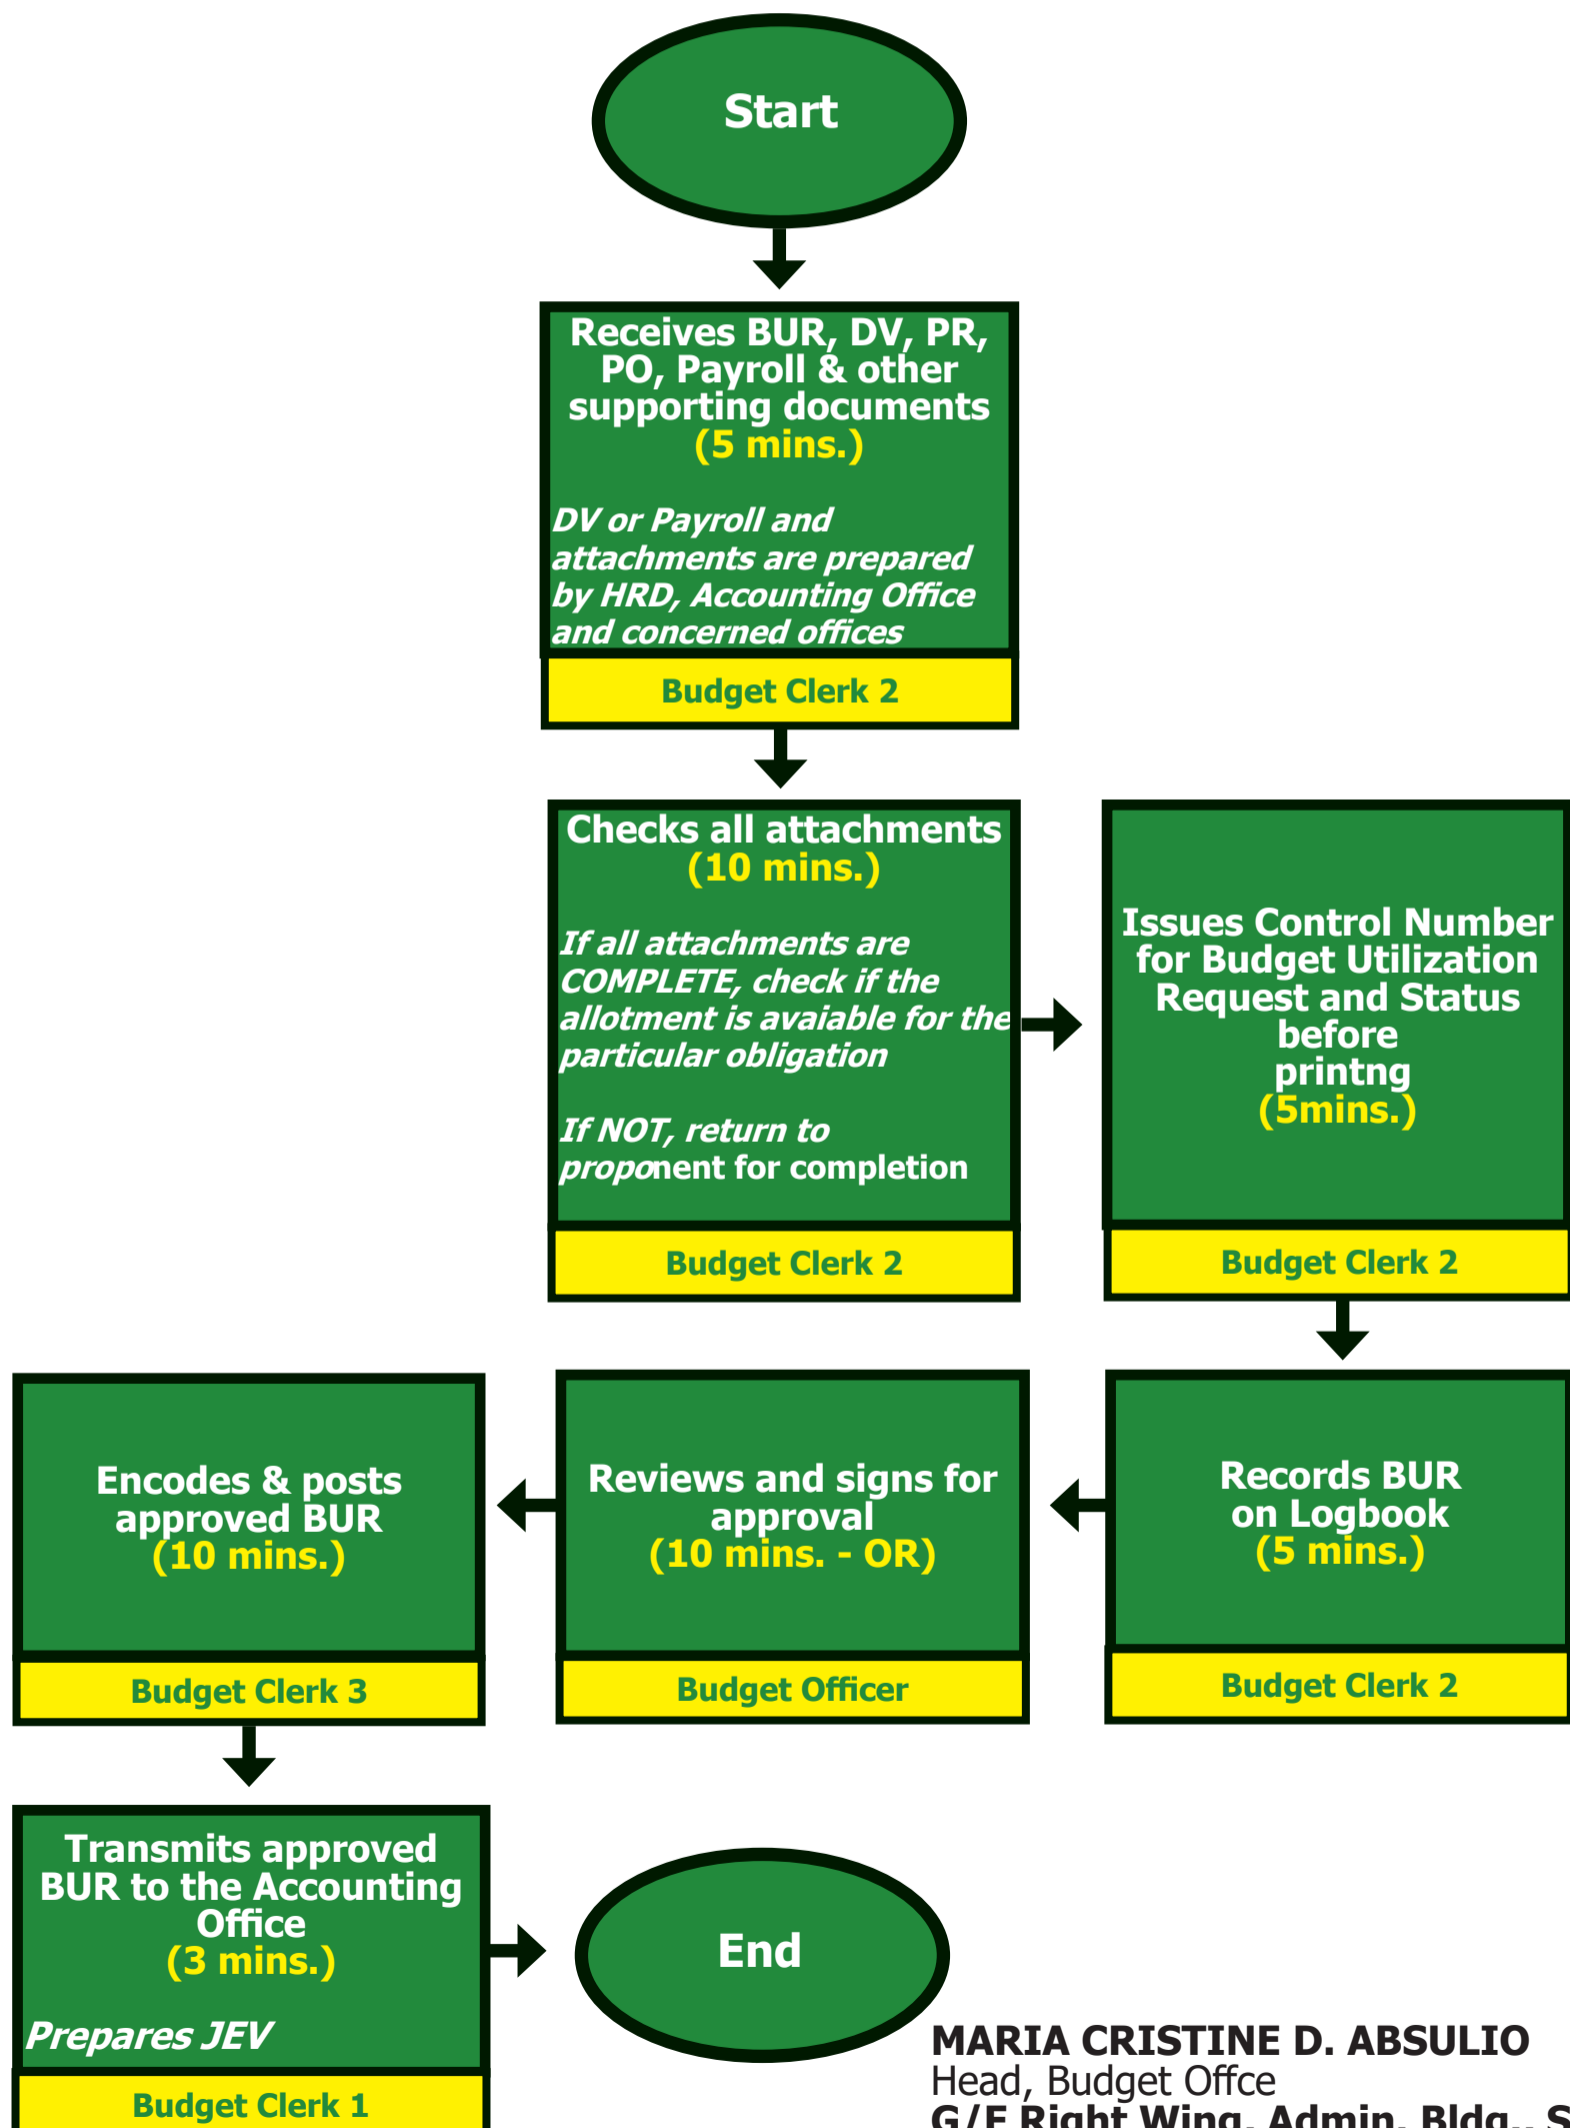 Start
Receives BUR, DV, PR,
PO, Payroll & other
supporting documents
(5 mins.)
DV or Payroll and
attachments are prepared
by HRD, Accounting Office
and concerned offices
Budget Clerk 2
Checks all attachments
(10 mins.)
If all attachments are
COMPLETE, check if the
allotment is avaiable for the
particular obligation
If NOT, return to
proponent for completion
Budget Clerk 2
Issues Control Number
for Budget Utilization
Request and Status
before
printng
(5mins.)
Budget Clerk 2
Records BUR
on Logbook
(5 mins.)
Budget Clerk 2
Reviews and signs for
approval
(10 mins. - OR)
Budget Officer
Encodes & posts
approved BUR
(10 mins.)
Budget Clerk 3
Transmits approved
BUR to the Accounting
Office
(3 mins.)
Prepares JEV
Budget Clerk 1
End
MARIA CRISTINE D. ABSULIO
Head, Budget Offce
G/F Right Wing, Admin. Bldg., S